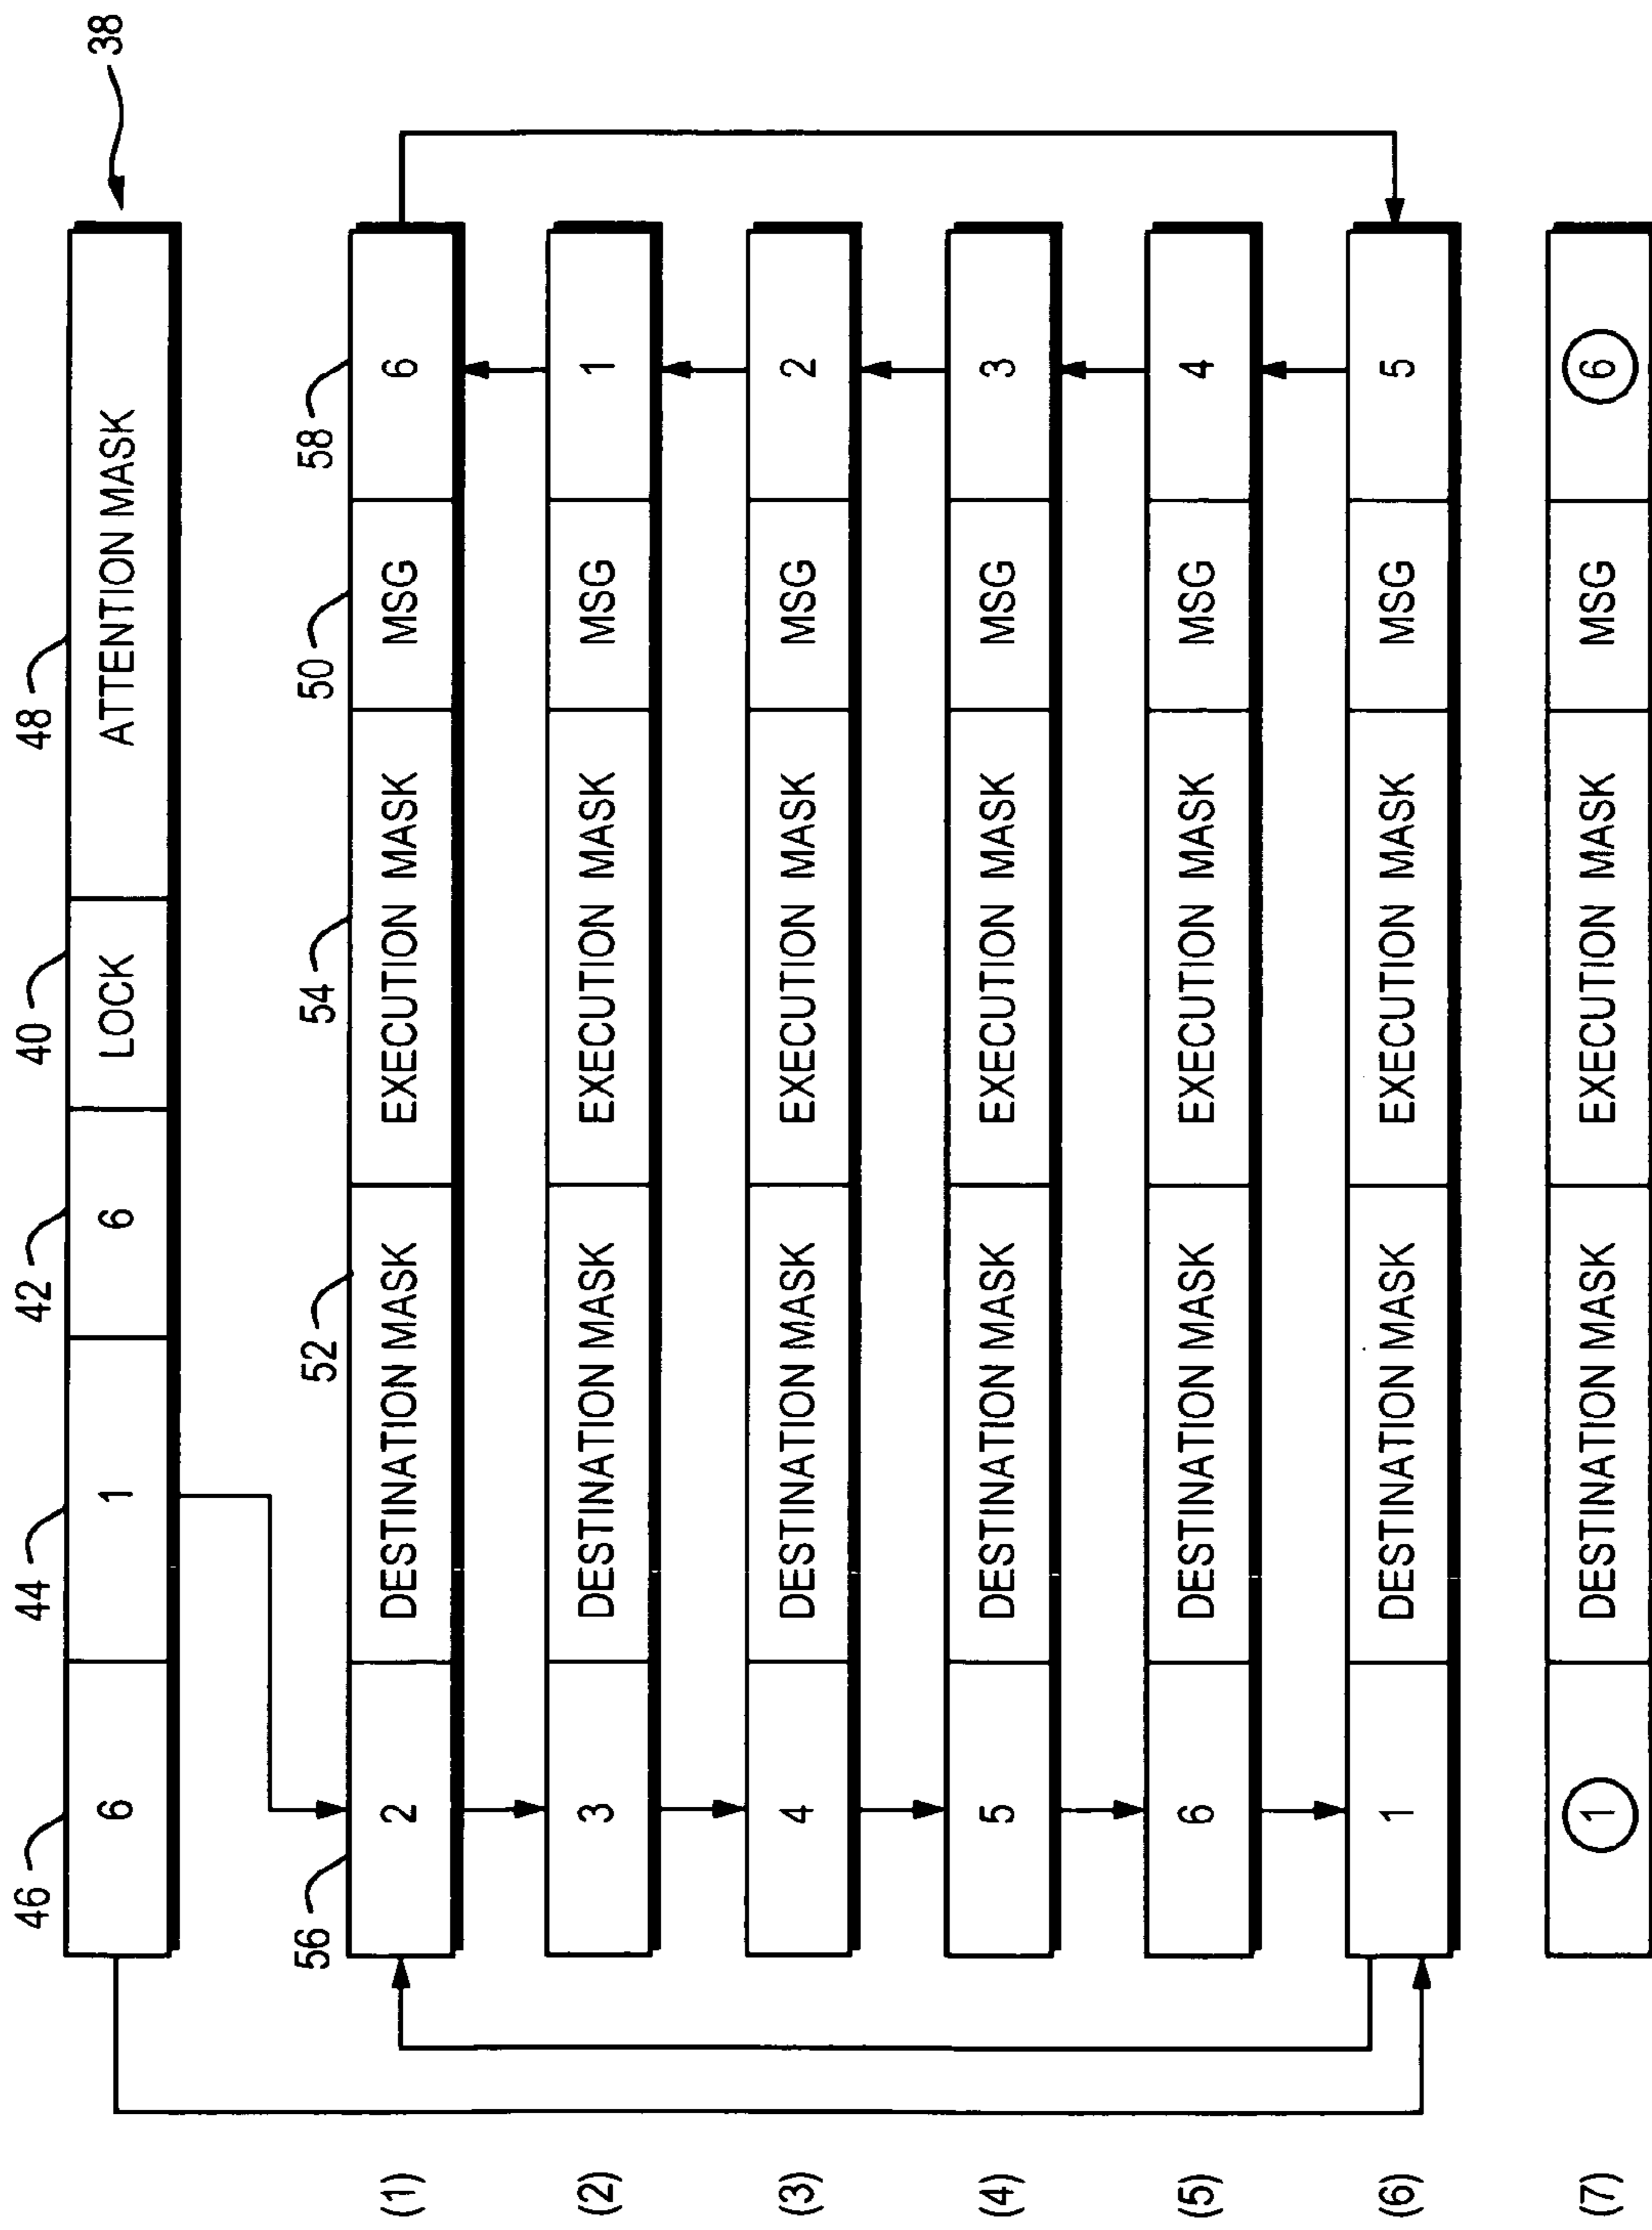 46 44 42 40 48
6 1 6 LOCK ATTENTION MASK
38
56 52 54 50 58
(1) 2 DESTINATION MASK EXECUTION MASK MSG 6
(2) 3 DESTINATION MASK EXECUTION MASK MSG 1
(3) 4 DESTINATION MASK EXECUTION MASK MSG 2
(4) 5 DESTINATION MASK EXECUTION MASK MSG 3
(5) 6 DESTINATION MASK EXECUTION MASK MSG 4
(6) 1 DESTINATION MASK EXECUTION MASK MSG 5
(7) 1 DESTINATION MASK EXECUTION MASK MSG 6